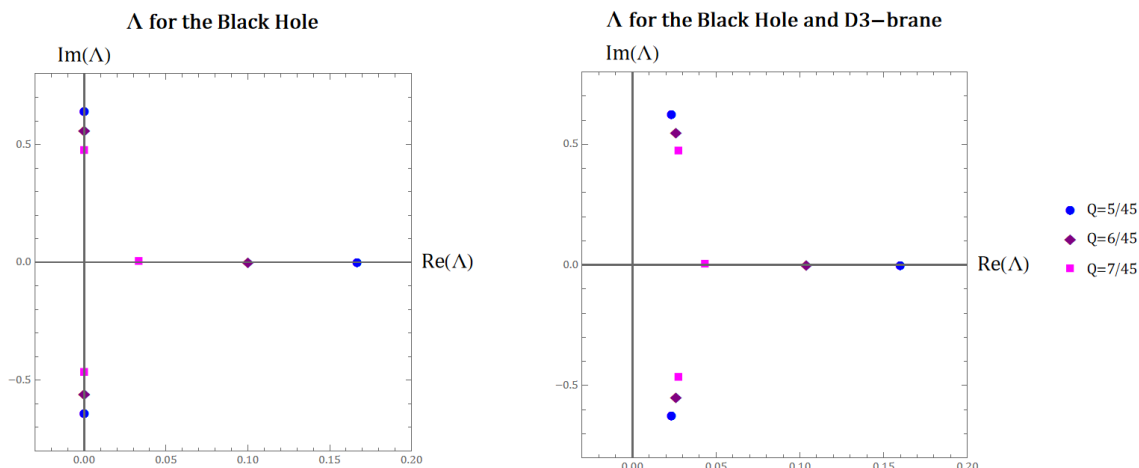 Λ for the Black Hole
Im(Λ)
0.5
0.0
−0.5
0.00
0.05
0.10
0.15
0.20
Re(Λ)
Λ for the Black Hole and D3−brane
Im(Λ)
0.5
0.0
−0.5
0.00
0.05
0.10
0.15
0.20
Re(Λ)
Q=5/45
Q=6/45
Q=7/45